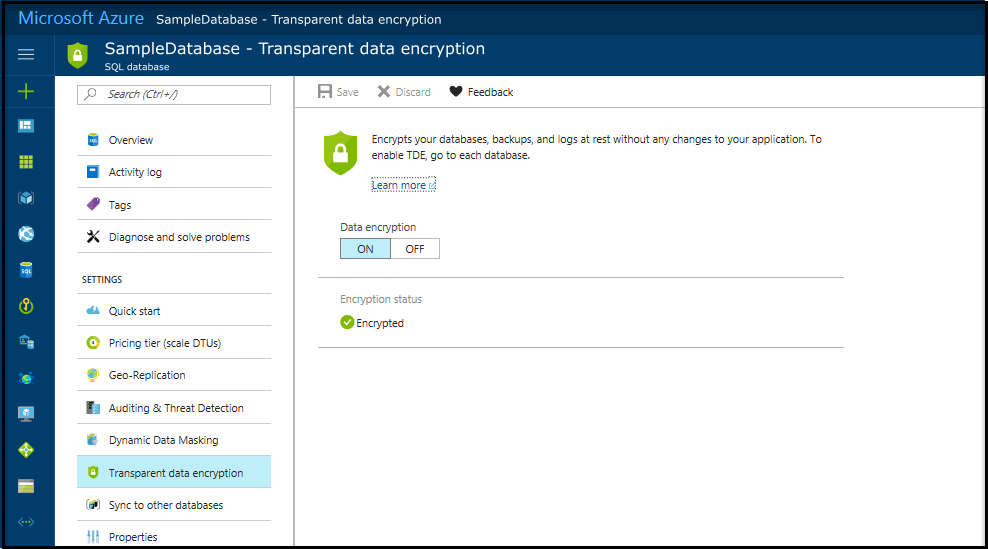 Microsoft Azure SampleDatabase - Transparent data encryption
SampleDatabase - Transparent data encryption
SQL database
Search (Ctrl+/)
Overview
Activity log
Tags
Diagnose and solve problems
SETTINGS
Quick start
Pricing tier (scale DTUs)
Geo-Replication
Auditing & Threat Detection
Dynamic Data Masking
Transparent data encryption
Sync to other databases
Properties
Save Discard Feedback
Encrypts your databases, backups, and logs at rest without any changes to your application. To
enable TDE, go to each database.
Learn more
Data encryption
ON OFF
Encryption status
Encrypted